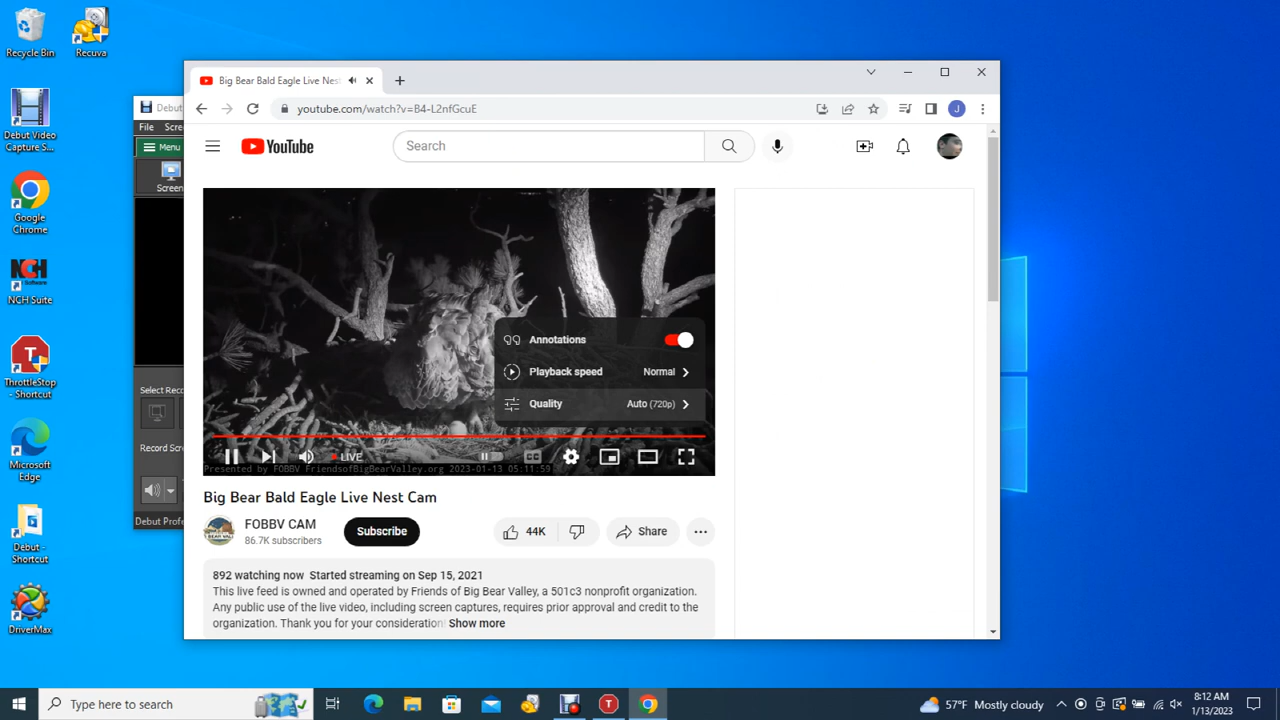 Recycle Bin
Recuva
Debut Video
Capture S...
Google
Chrome
NCH
NCH Suite
ThrottleStop
- Shortcut
Microsoft
Edge
Debut -
Shortcut
DriverMax
Debut
File Scre
Menu
Screen
Select Reco
Record Scre
Debut Profe
Big Bear Bald Eagle Live Nest
youtube.com/watch?v=B4-L2nfGcuE
J
YouTube
Search
Annotations
Playback speed Normal
Quality Auto (720p)
LIVE CC
Presented by FOBBV FriendsofBigBearValley.org 2023-01-13 05:11:59
Big Bear Bald Eagle Live Nest Cam
FOBBV CAM
86.7K subscribers
Subscribe
44K
Share
892 watching now Started streaming on Sep 15, 2021
This live feed is owned and operated by Friends of Big Bear Valley, a 501c3 nonprofit organization.
Any public use of the live video, including screen captures, requires prior approval and credit to the
organization. Thank you for your consideration! Show more
Type here to search
T
57°F Mostly cloudy
8:12 AM
1/13/2023